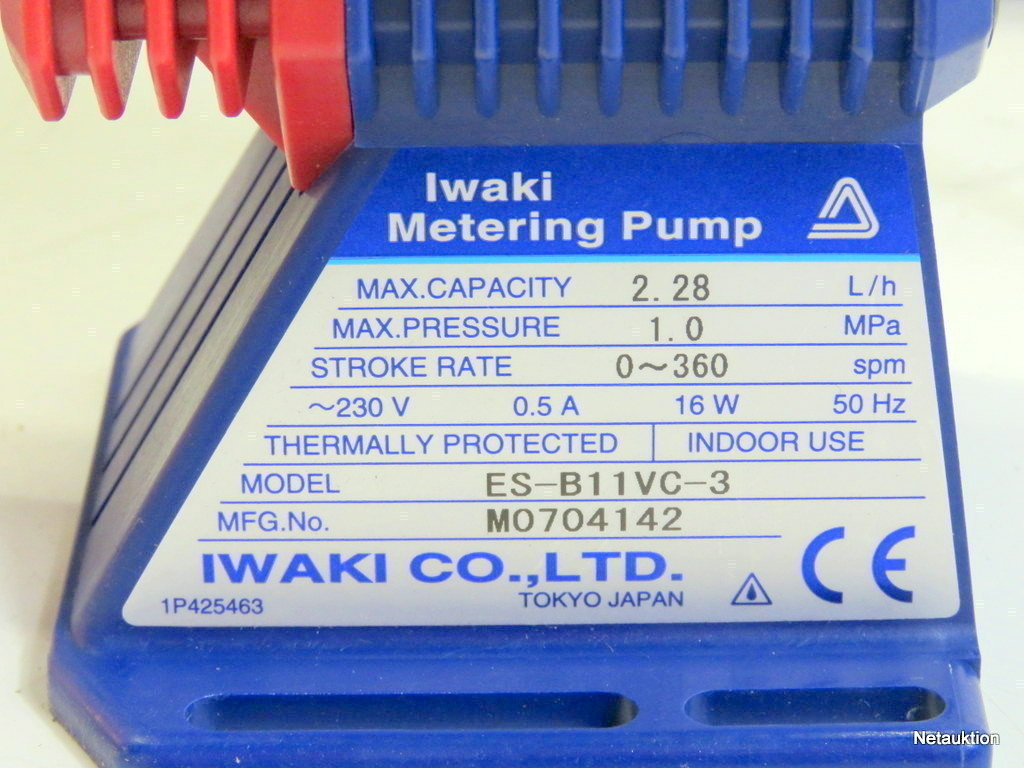 Iwaki
Metering Pump
MAX.CAPACITY 2.28 L/h
MAX.PRESSURE 1.0 MPa
STROKE RATE 0～360 spm
～230 V 0.5 A 16 W 50 Hz
THERMALLY PROTECTED INDOOR USE
MODEL ES-B11VC-3
MFG.No. M0704142
IWAKI CO.,LTD.
CE
1P425463 TOKYO JAPAN
Netauktion